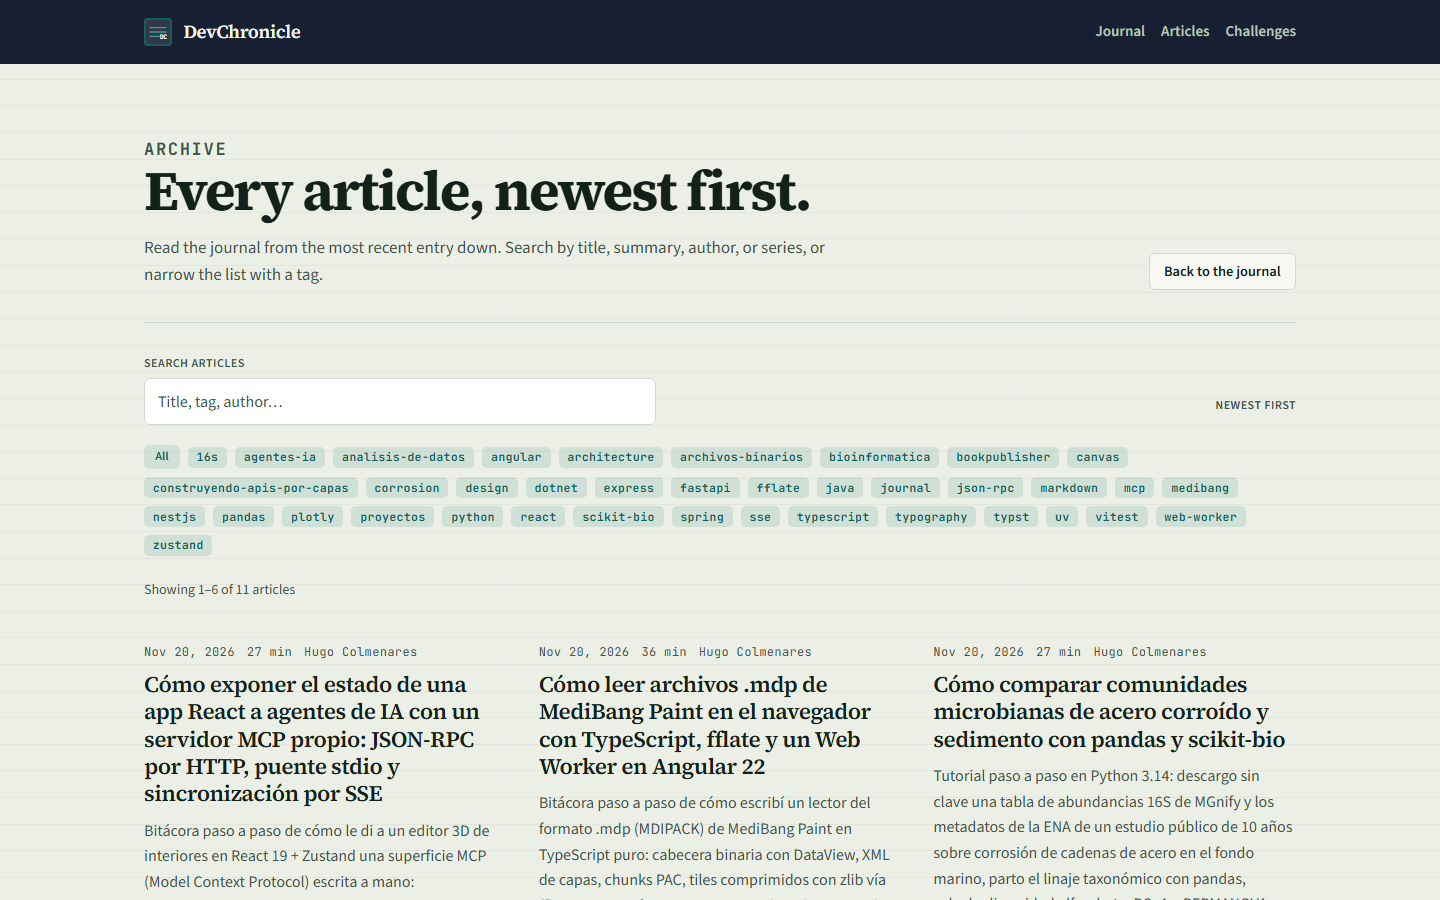 DevChronicle
Journal Articles Challenges
ARCHIVE
Every article, newest first.
Read the journal from the most recent entry down. Search by title, summary, author, or series, or
narrow the list with a tag.
Back to the journal
SEARCH ARTICLES
Title, tag, author…
NEWEST FIRST
All 16s agentes-ia analisis-de-datos angular architecture archivos-binarios bioinformatica bookpublisher canvas
construyendo-apis-por-capas corrosion design dotnet express fastapi fflate java journal json-rpc markdown mcp medibang
nestjs pandas plotly proyectos python react scikit-bio spring sse typescript typography typst uv vitest web-worker
zustand
Showing 1–6 of 11 articles
Nov 20, 2026 27 min Hugo Colmenares
Cómo exponer el estado de una
app React a agentes de IA con un
servidor MCP propio: JSON-RPC
por HTTP, puente stdio y
sincronización por SSE
Bitácora paso a paso de cómo le di a un editor 3D de
interiores en React 19 + Zustand una superficie MCP
(Model Context Protocol) escrita a mano:
Nov 20, 2026 36 min Hugo Colmenares
Cómo leer archivos .mdp de
MediBang Paint en el navegador
con TypeScript, fflate y un Web
Worker en Angular 22
Bitácora paso a paso de cómo escribí un lector del
formato .mdp (MDIPACK) de MediBang Paint en
TypeScript puro: cabecera binaria con DataView, XML
de capas, chunks PAC, tiles comprimidos con zlib vía
Nov 20, 2026 27 min Hugo Colmenares
Cómo comparar comunidades
microbianas de acero corroído y
sedimento con pandas y scikit-bio
Tutorial paso a paso en Python 3.14: descargo sin
clave una tabla de abundancias 16S de MGnify y los
metadatos de la ENA de un estudio público de 10 años
sobre corrosión de cadenas de acero en el fondo
marino, parto el linaje taxonómico con pandas,